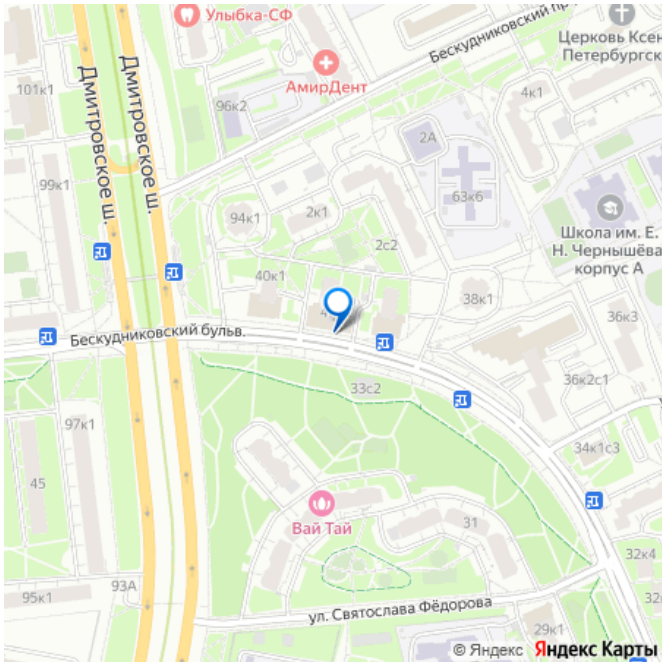 Улыбка-СФ
Церковь Ксен
Петербургск
Бескудниковский пр
АмирДент
101к1
96к2
4к1
2А
Дмитровское ш.
Дмитровское ш.
99к1
63к6
94к1
2к1
Школа им. Е.
Н. Чернышёва
корпус А
2с2
40к1
38к1
36к3
Бескудниковский бульв.
33с2
36к2с1
97к1
34к1с3
45
Вай Тай
31
32к4
93А
95к1
ул. Святослава Фёдорова
32
29к1
© Яндекс Яндекс Карты